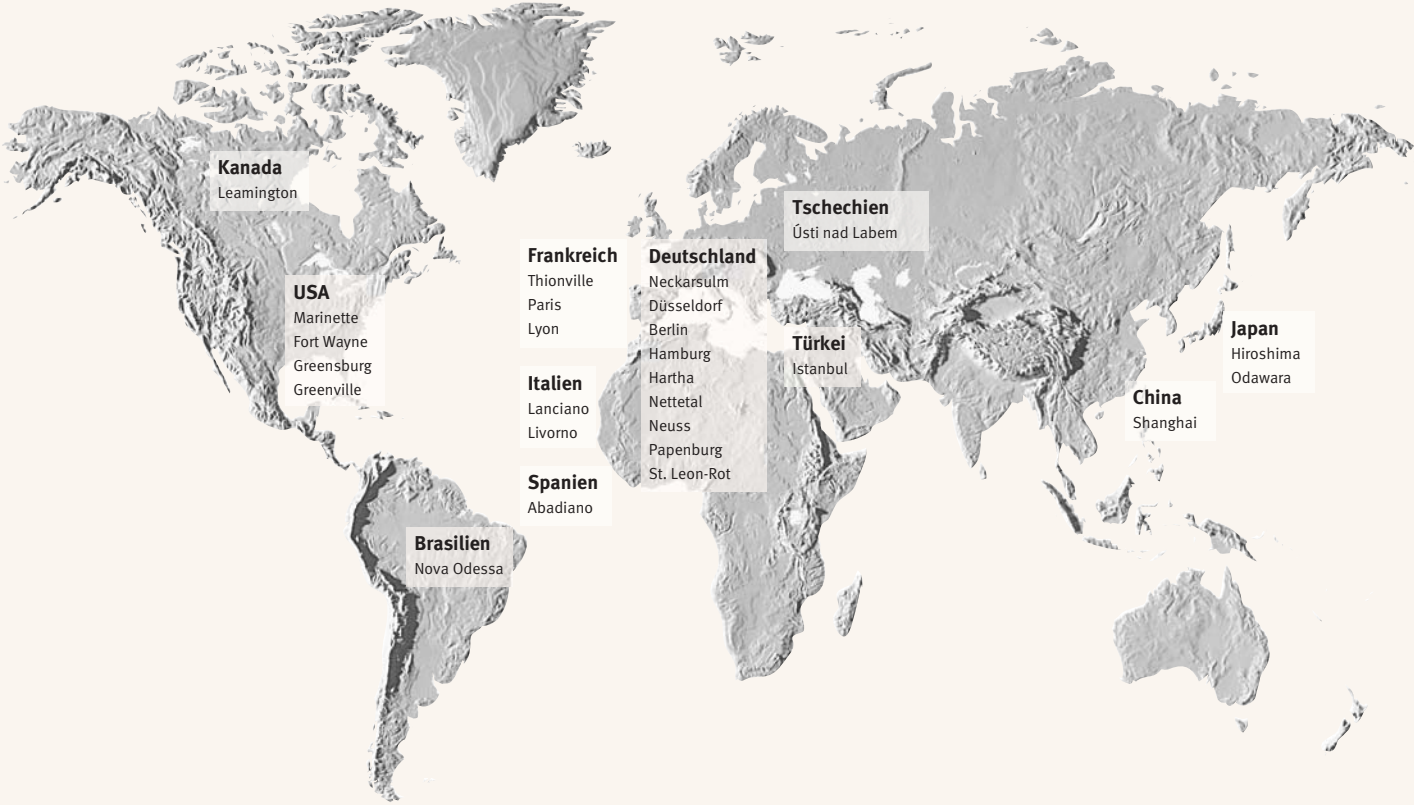 Kanada
Leamington
USA
Marinette
Fort Wayne
Greensburg
Greenville
Brasilien
Nova Odessa
Frankreich
Thionville
Paris
Lyon
Italien
Lanciano
Livorno
Spanien
Abadiano
Deutschland
Neckarsulm
Düsseldorf
Berlin
Hamburg
Hartha
Nettetal
Neuss
Papenburg
St. Leon-Rot
Tschechien
Ústi nad Labem
Türkei
Istanbul
China
Shanghai
Japan
Hiroshima
Odawara